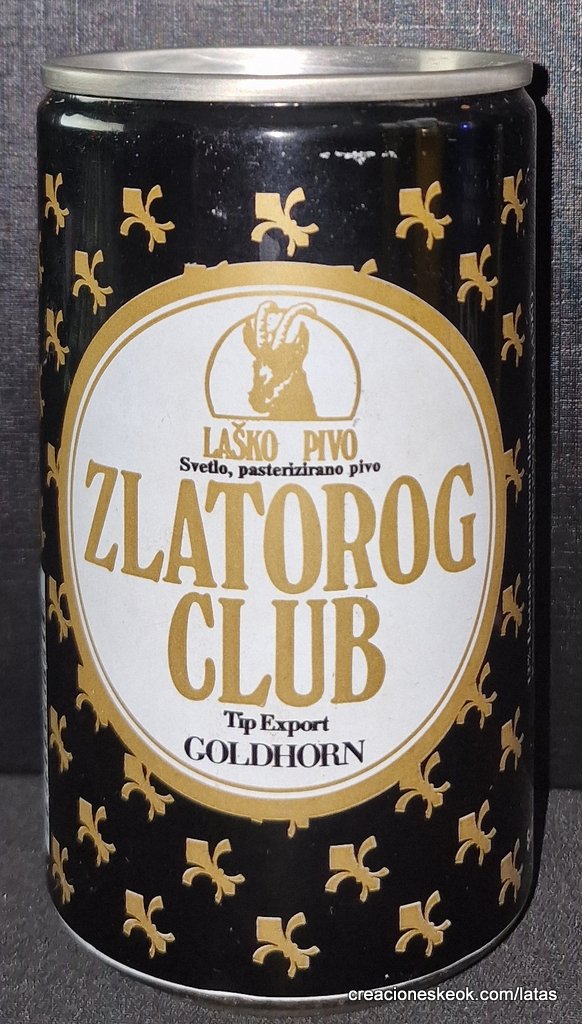 LAŠKO PIVO
Svetlo, pasterizirano pivo
ZLATOROG
CLUB
Tip Export
GOLDHORN
creacioneskeok.com/latas